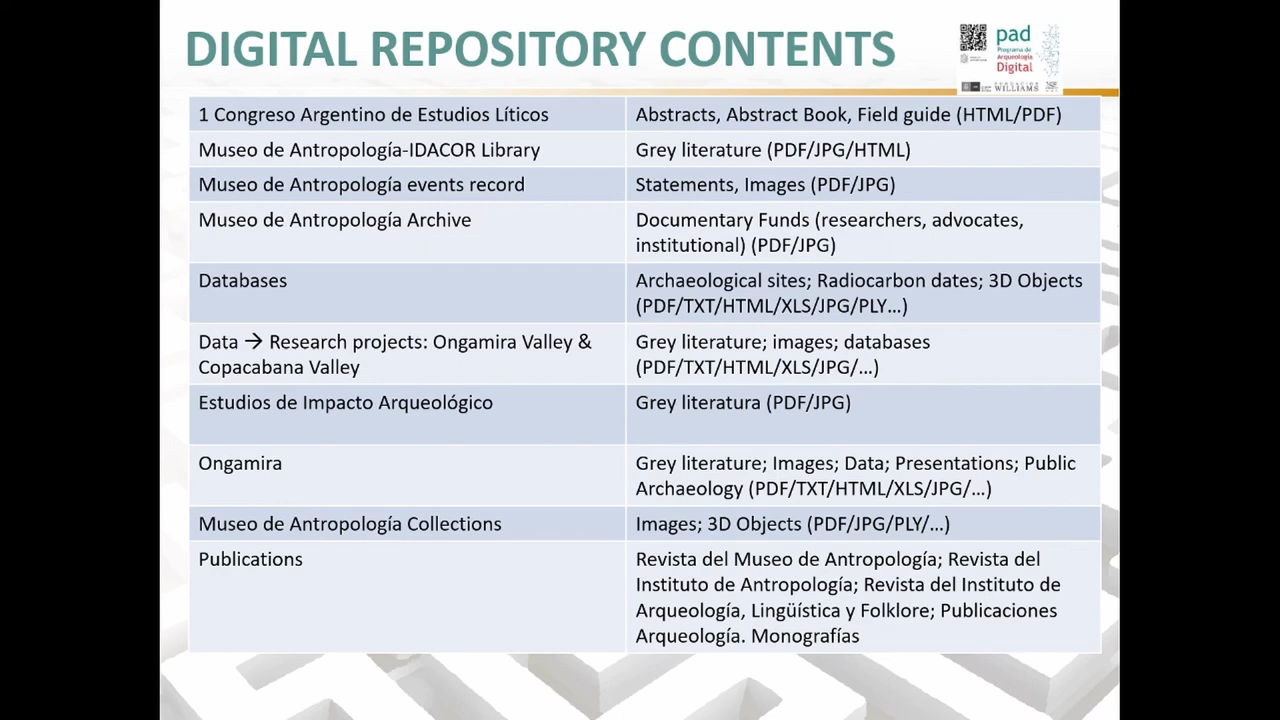 DIGITAL REPOSITORY CONTENTS
pad
Programa de
Arqueología
Digital
WILLIAMS
1 Congreso Argentino de Estudios Líticos
Abstracts, Abstract Book, Field guide (HTML/PDF)
Museo de Antropología-IDACOR Library
Grey literature (PDF/JPG/HTML)
Museo de Antropología events record
Statements, Images (PDF/JPG)
Museo de Antropología Archive
Documentary Funds (researchers, advocates,
institutional) (PDF/JPG)
Databases
Archaeological sites; Radiocarbon dates; 3D Objects
(PDF/TXT/HTML/XLS/JPG/PLY…)
Data → Research projects: Ongamira Valley &
Copacabana Valley
Grey literature; images; databases
(PDF/TXT/HTML/XLS/JPG/…)
Estudios de Impacto Arqueológico
Grey literatura (PDF/JPG)
Ongamira
Grey literature; Images; Data; Presentations; Public
Archaeology (PDF/TXT/HTML/XLS/JPG/…)
Museo de Antropología Collections
Images; 3D Objects (PDF/JPG/PLY/…)
Publications
Revista del Museo de Antropología; Revista del
Instituto de Antropología; Revista del Instituto de
Arqueología, Lingüística y Folklore; Publicaciones
Arqueología. Monografías